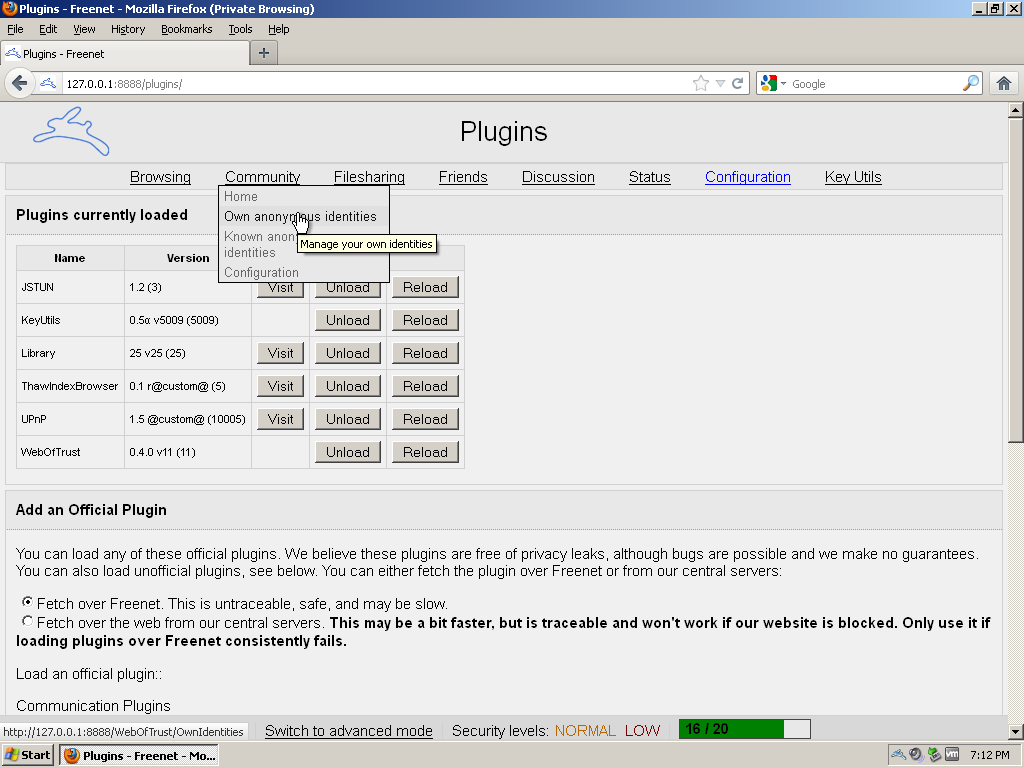 Plugins - Freenet - Mozilla Firefox (Private Browsing)
File Edit View History Bookmarks Tools Help
Plugins - Freenet
127.0.0.1:8888/plugins/
Google
Plugins
Browsing Community Filesharing Friends Discussion Status Configuration Key Utils
Home
Own anonymous identities
Known anon
identities
Configuration
Manage your own identities
Plugins currently loaded
Name Version
JSTUN 1.2 (3) Visit Unload Reload
KeyUtils 0.5α v5009 (5009) Unload Reload
Library 25 v25 (25) Visit Unload Reload
ThawIndexBrowser 0.1 r@custom@ (5) Visit Unload Reload
UPnP 1.5 @custom@ (10005) Visit Unload Reload
WebOfTrust 0.4.0 v11 (11) Unload Reload
Add an Official Plugin
You can load any of these official plugins. We believe these plugins are free of privacy leaks, although bugs are possible and we make no guarantees.
You can also load unofficial plugins, see below. You can either fetch the plugin over Freenet or from our central servers:
Fetch over Freenet. This is untraceable, safe, and may be slow.
Fetch over the web from our central servers. This may be a bit faster, but is traceable and won't work if our website is blocked. Only use it if
loading plugins over Freenet consistently fails.
Load an official plugin::
Communication Plugins
http://127.0.0.1:8888/WebOfTrust/OwnIdentities
Switch to advanced mode Security levels: NORMAL LOW 16 / 20
Start Plugins - Freenet - Mo... 7:12 PM